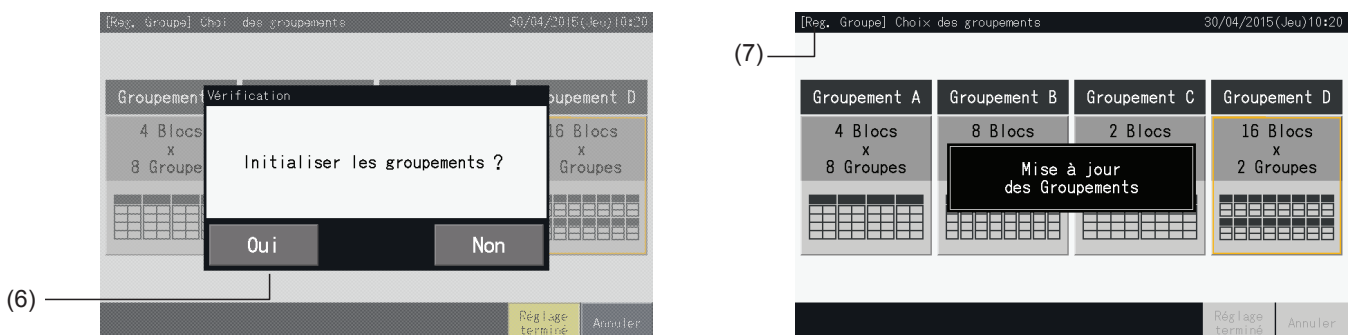 [Reg. Groupe] Choi des groupements 30/04/2015(Jeu)10:20
Groupement
oupement D
4 Blocs
x
8 Groupe
16 Blocs
x
Groupes
Vérification
Initialiser les groupements ?
Oui Non
(6)
Réglage
terminé
Annuler
[Reg. Groupe] Choix des groupements 30/04/2015(Jeu)10:20
(7)
Groupement A Groupement B Groupement C Groupement D
4 Blocs
x
8 Groupes
8 Blocs
2 Blocs
16 Blocs
x
2 Groupes
Mise à jour
des Groupements
Réglage
terminé
Annuler